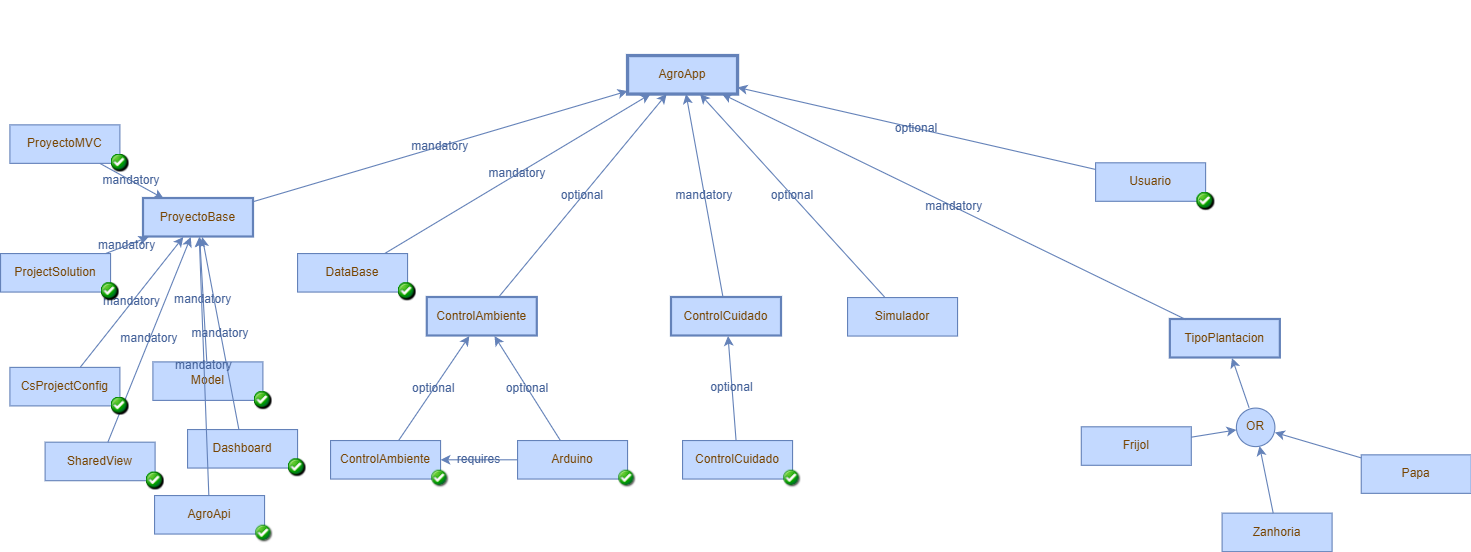 AgroApp
optional
ProyectoMVC
mandatory
mandatory
mandatory
Usuario
optional
mandatory
optional
mandatory
ProyectoBase
mandatory
ProjectSolution
DataBase
mandatory
mandatory
ControlAmbiente
ControlCuidado
Simulador
mandatory
mandatory
TipoPlantacion
mandatory
Model
CsProjectConfig
optional
optional
optional
OR
Frijol
Dashboard
SharedView
ControlAmbiente
requires
Arduino
ControlCuidado
Papa
AgroApi
Zanhoria